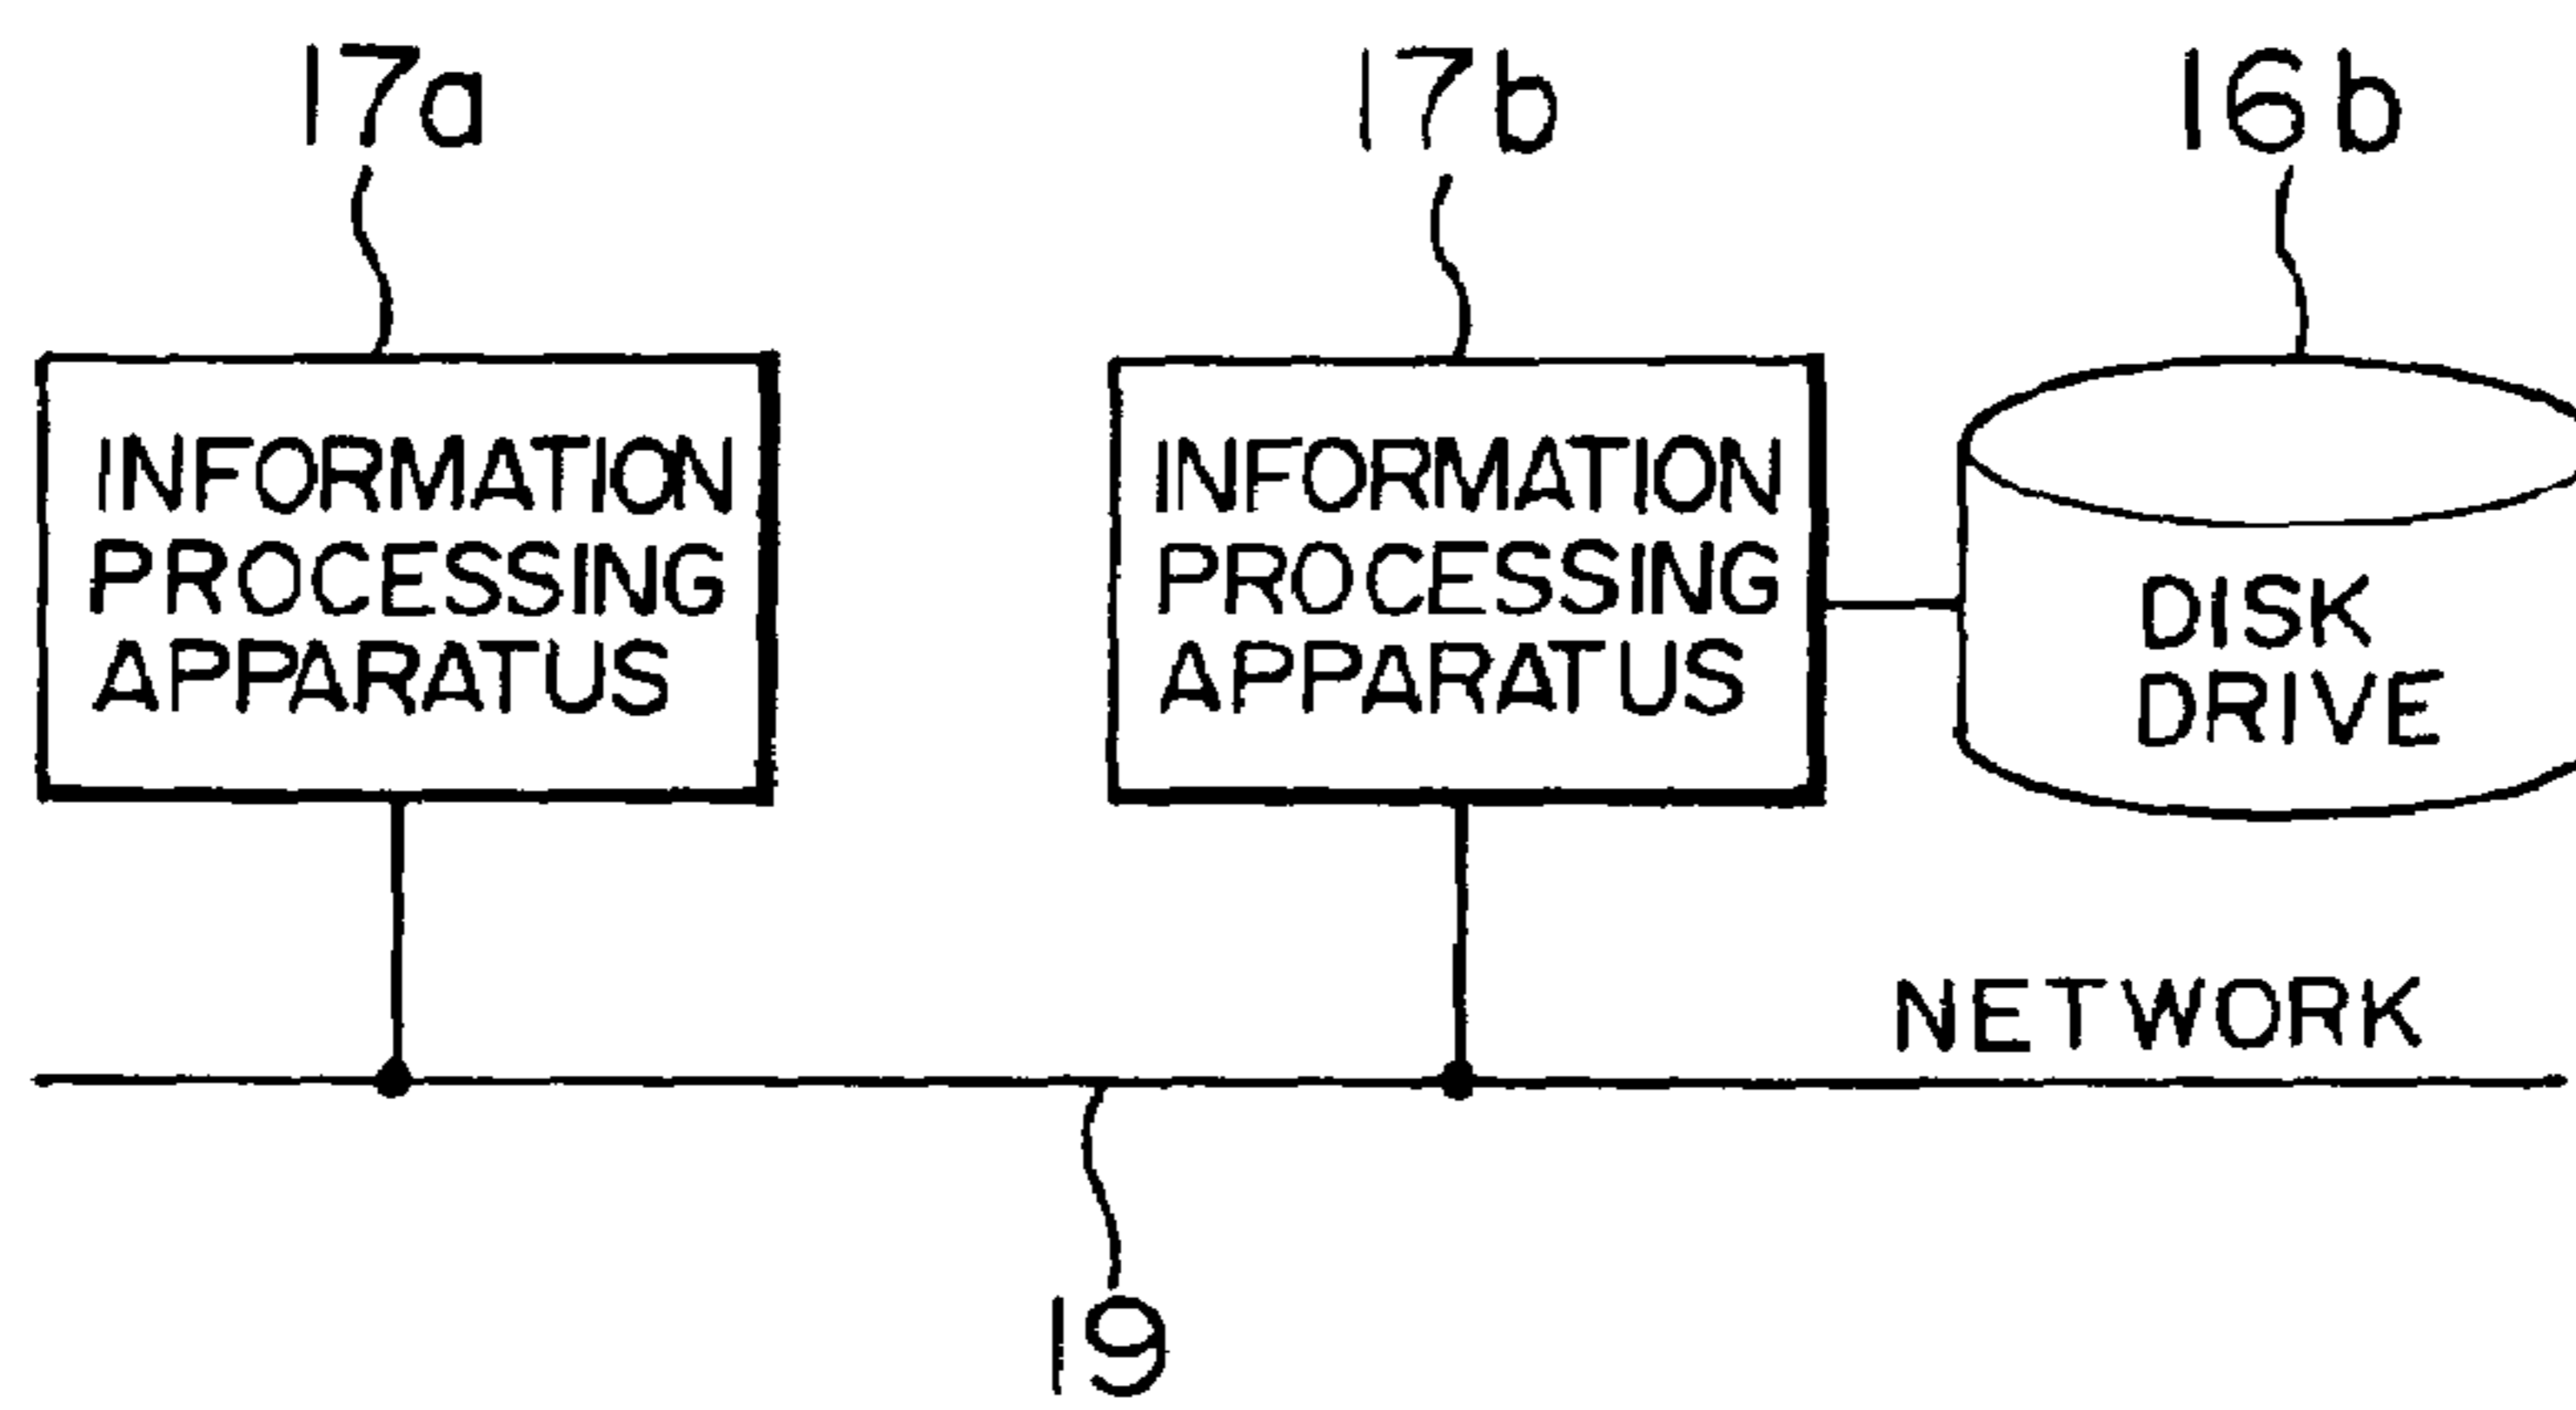 17a
17b
16b
INFORMATION
PROCESSING
APPARATUS
INFORMATION
PROCESSING
APPARATUS
DISK
DRIVE
NETWORK
19